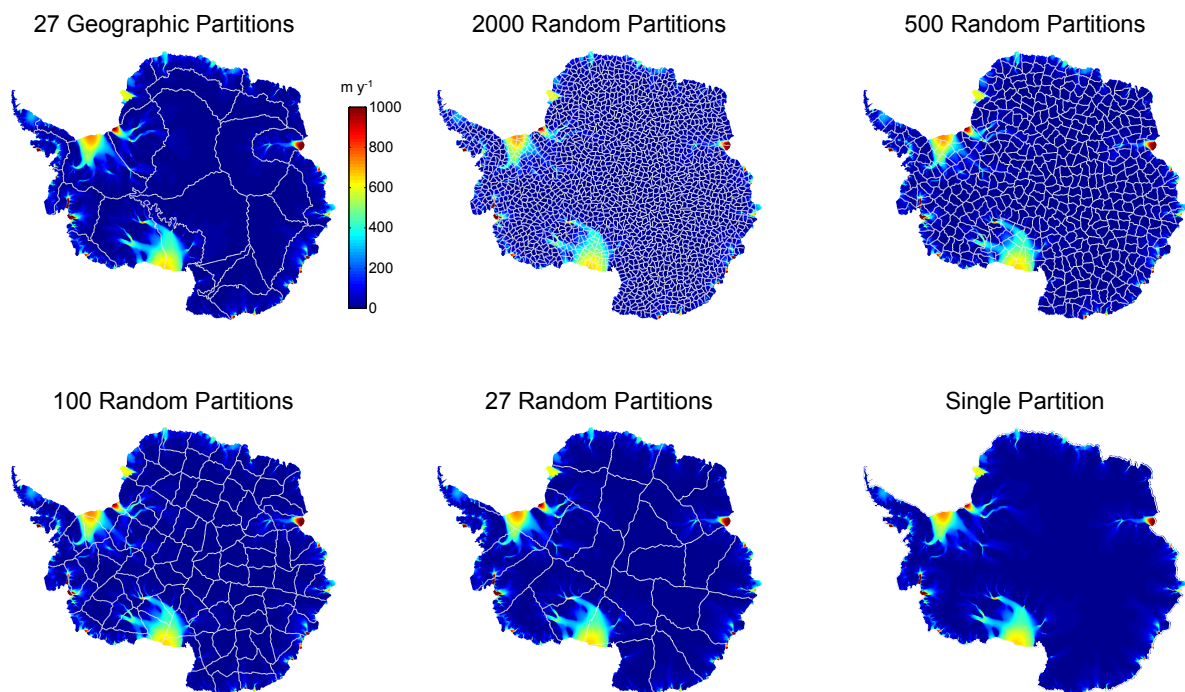 27 Geographic Partitions
2000 Random Partitions
500 Random Partitions
m y⁻¹
1000
800
600
400
200
0
100 Random Partitions
27 Random Partitions
Single Partition